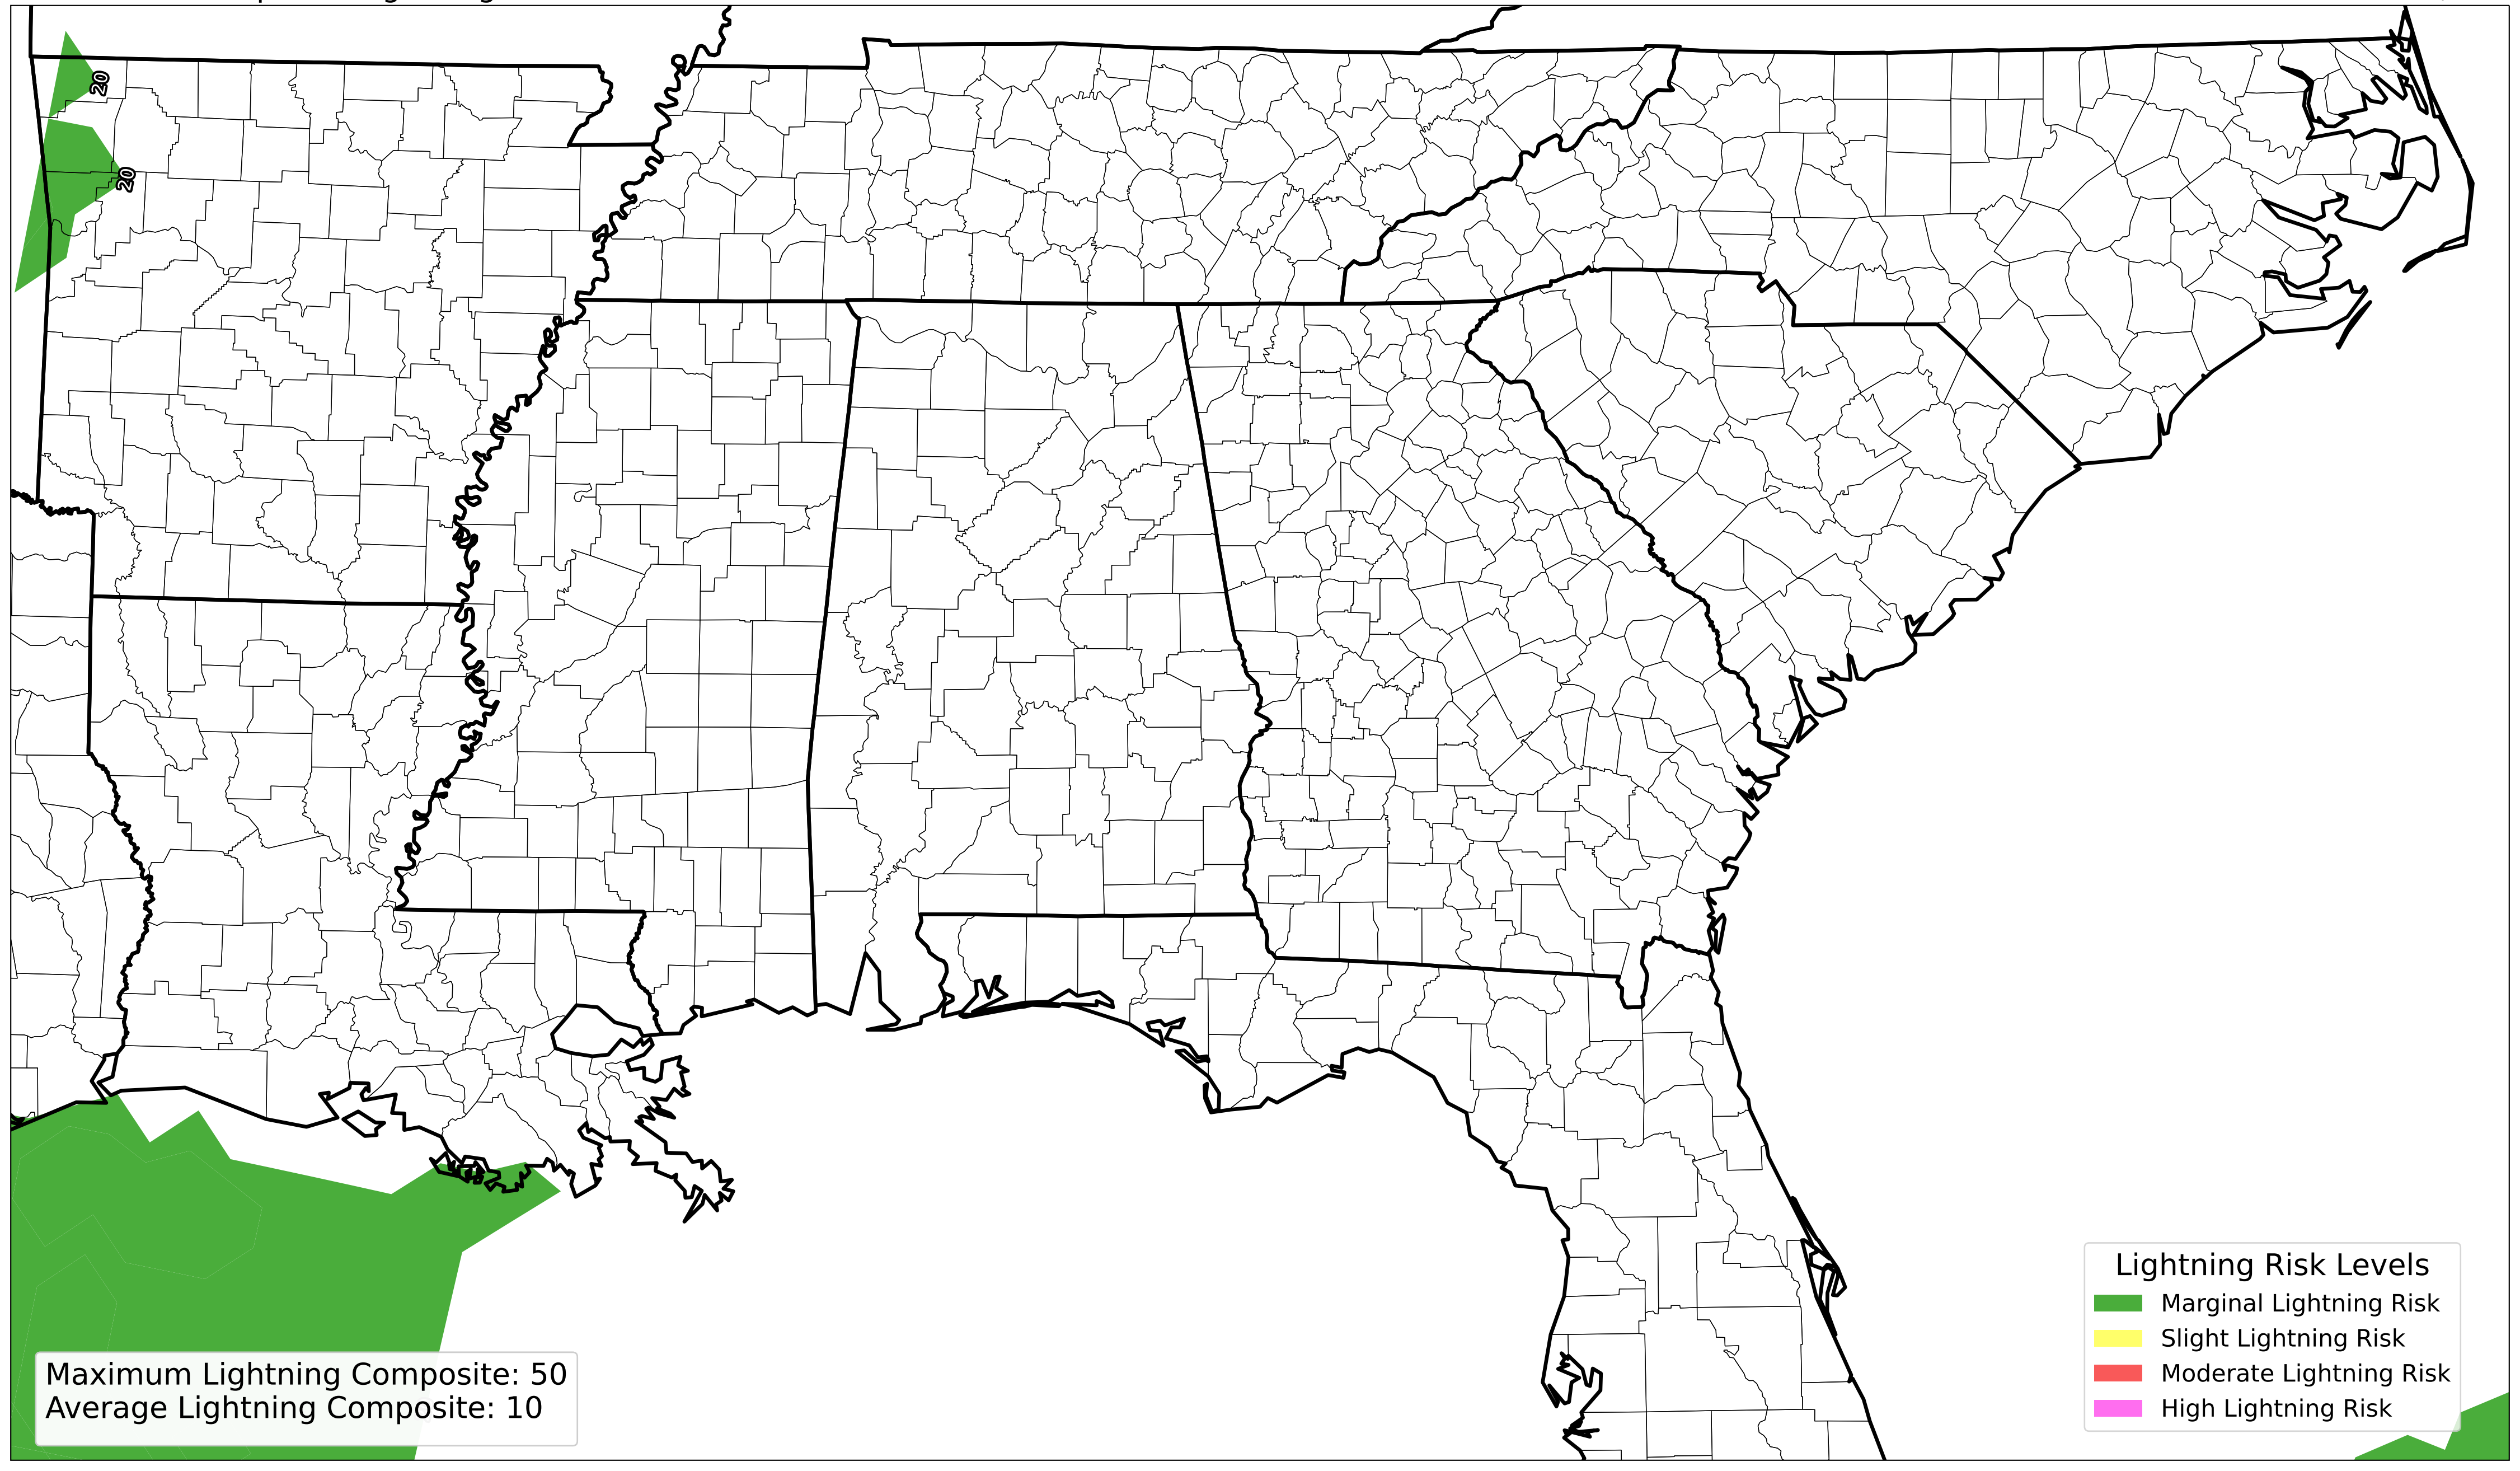 20
20
Lightning Risk Levels
Marginal Lightning Risk
Slight Lightning Risk
Moderate Lightning Risk
High Lightning Risk
Maximum Lightning Composite: 50
Average Lightning Composite: 10